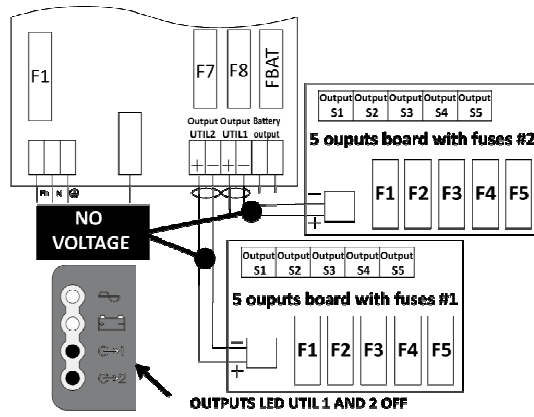 F1
F7
F8
FBAT
Output Output Battery
UTIL2 UTIL1 output
+ - + -
Ph N
NO
VOLTAGE
Output Output Output Output Output
S1 S2 S3 S4 S5
5 ouputs board with fuses #2
F1 F2 F3 F4 F5
-
+
Output Output Output Output Output
S1 S2 S3 S4 S5
5 ouputs board with fuses #1
F1 F2 F3 F4 F5
-
+
1
2
OUTPUTS LED UTIL 1 AND 2 OFF